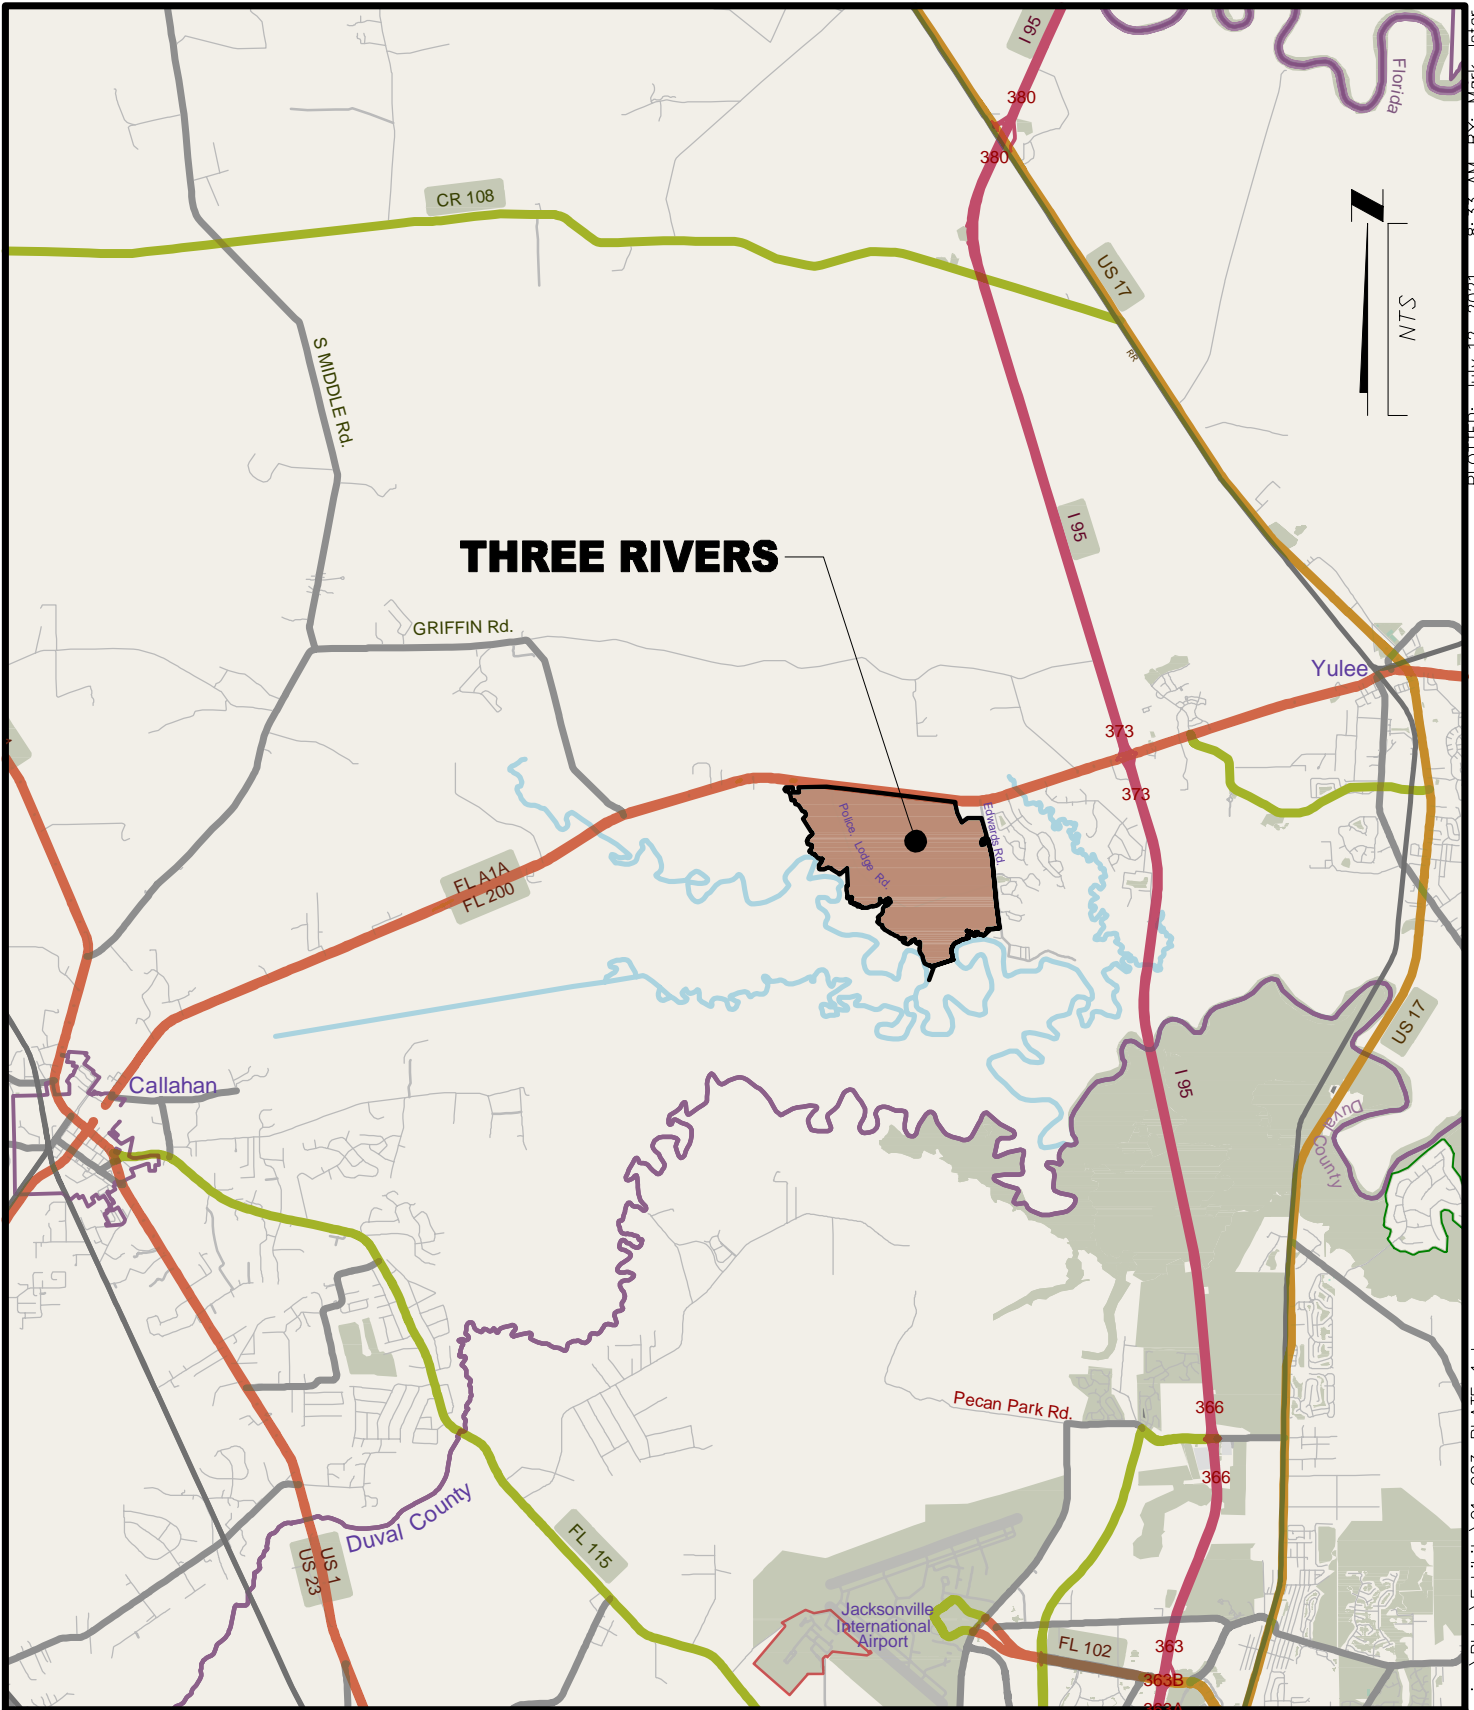 I 95
Florida
380
380
CR 108
US 17
RR
NTS
S MIDDLE Rd.
I 95
THREE RIVERS
GRIFFIN Rd.
Yulee
373
373
Police Lodge Rd.
Edwards Rd.
FL A1A
FL 200
US 17
Callahan
I 95
Duval
County
Pecan Park Rd.
366
366
Duval County
FL 115
US 1
US 23
Jacksonville
International
Airport
FL 102
363
363B